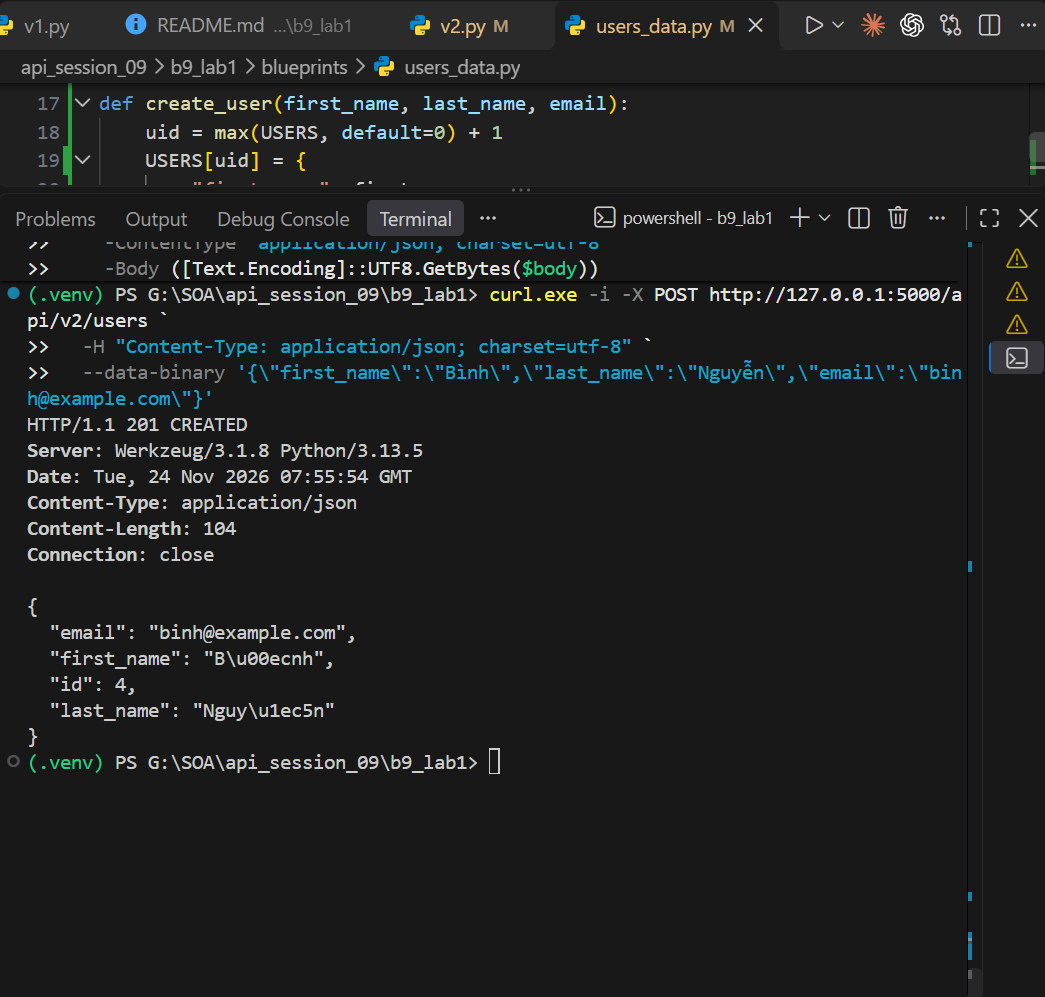 v1.py README.md ...\b9_lab1 v2.py M users_data.py M
api_session_09 > b9_lab1 > blueprints > users_data.py
17 def create_user(first_name, last_name, email):
18 uid = max(USERS, default=0) + 1
19 USERS[uid] = {
Problems Output Debug Console Terminal ··· powershell - b9_lab1
>> -ContentType "application/json; charset=utf-8"
>> -Body ([Text.Encoding]::UTF8.GetBytes($body))
(.venv) PS G:\SOA\api_session_09\b9_lab1> curl.exe -i -X POST http://127.0.0.1:5000/a
pi/v2/users `
>> -H "Content-Type: application/json; charset=utf-8" `
>> --data-binary '{\"first_name\":\"Bình\",\"last_name\":\"Nguyễn\",\"email\":\"bin
h@example.com\"}'
HTTP/1.1 201 CREATED
Server: Werkzeug/3.1.8 Python/3.13.5
Date: Tue, 24 Nov 2026 07:55:54 GMT
Content-Type: application/json
Content-Length: 104
Connection: close
{
"email": "binh@example.com",
"first_name": "B\u00ecnh",
"id": 4,
"last_name": "Nguy\u1ec5n"
}
(.venv) PS G:\SOA\api_session_09\b9_lab1>